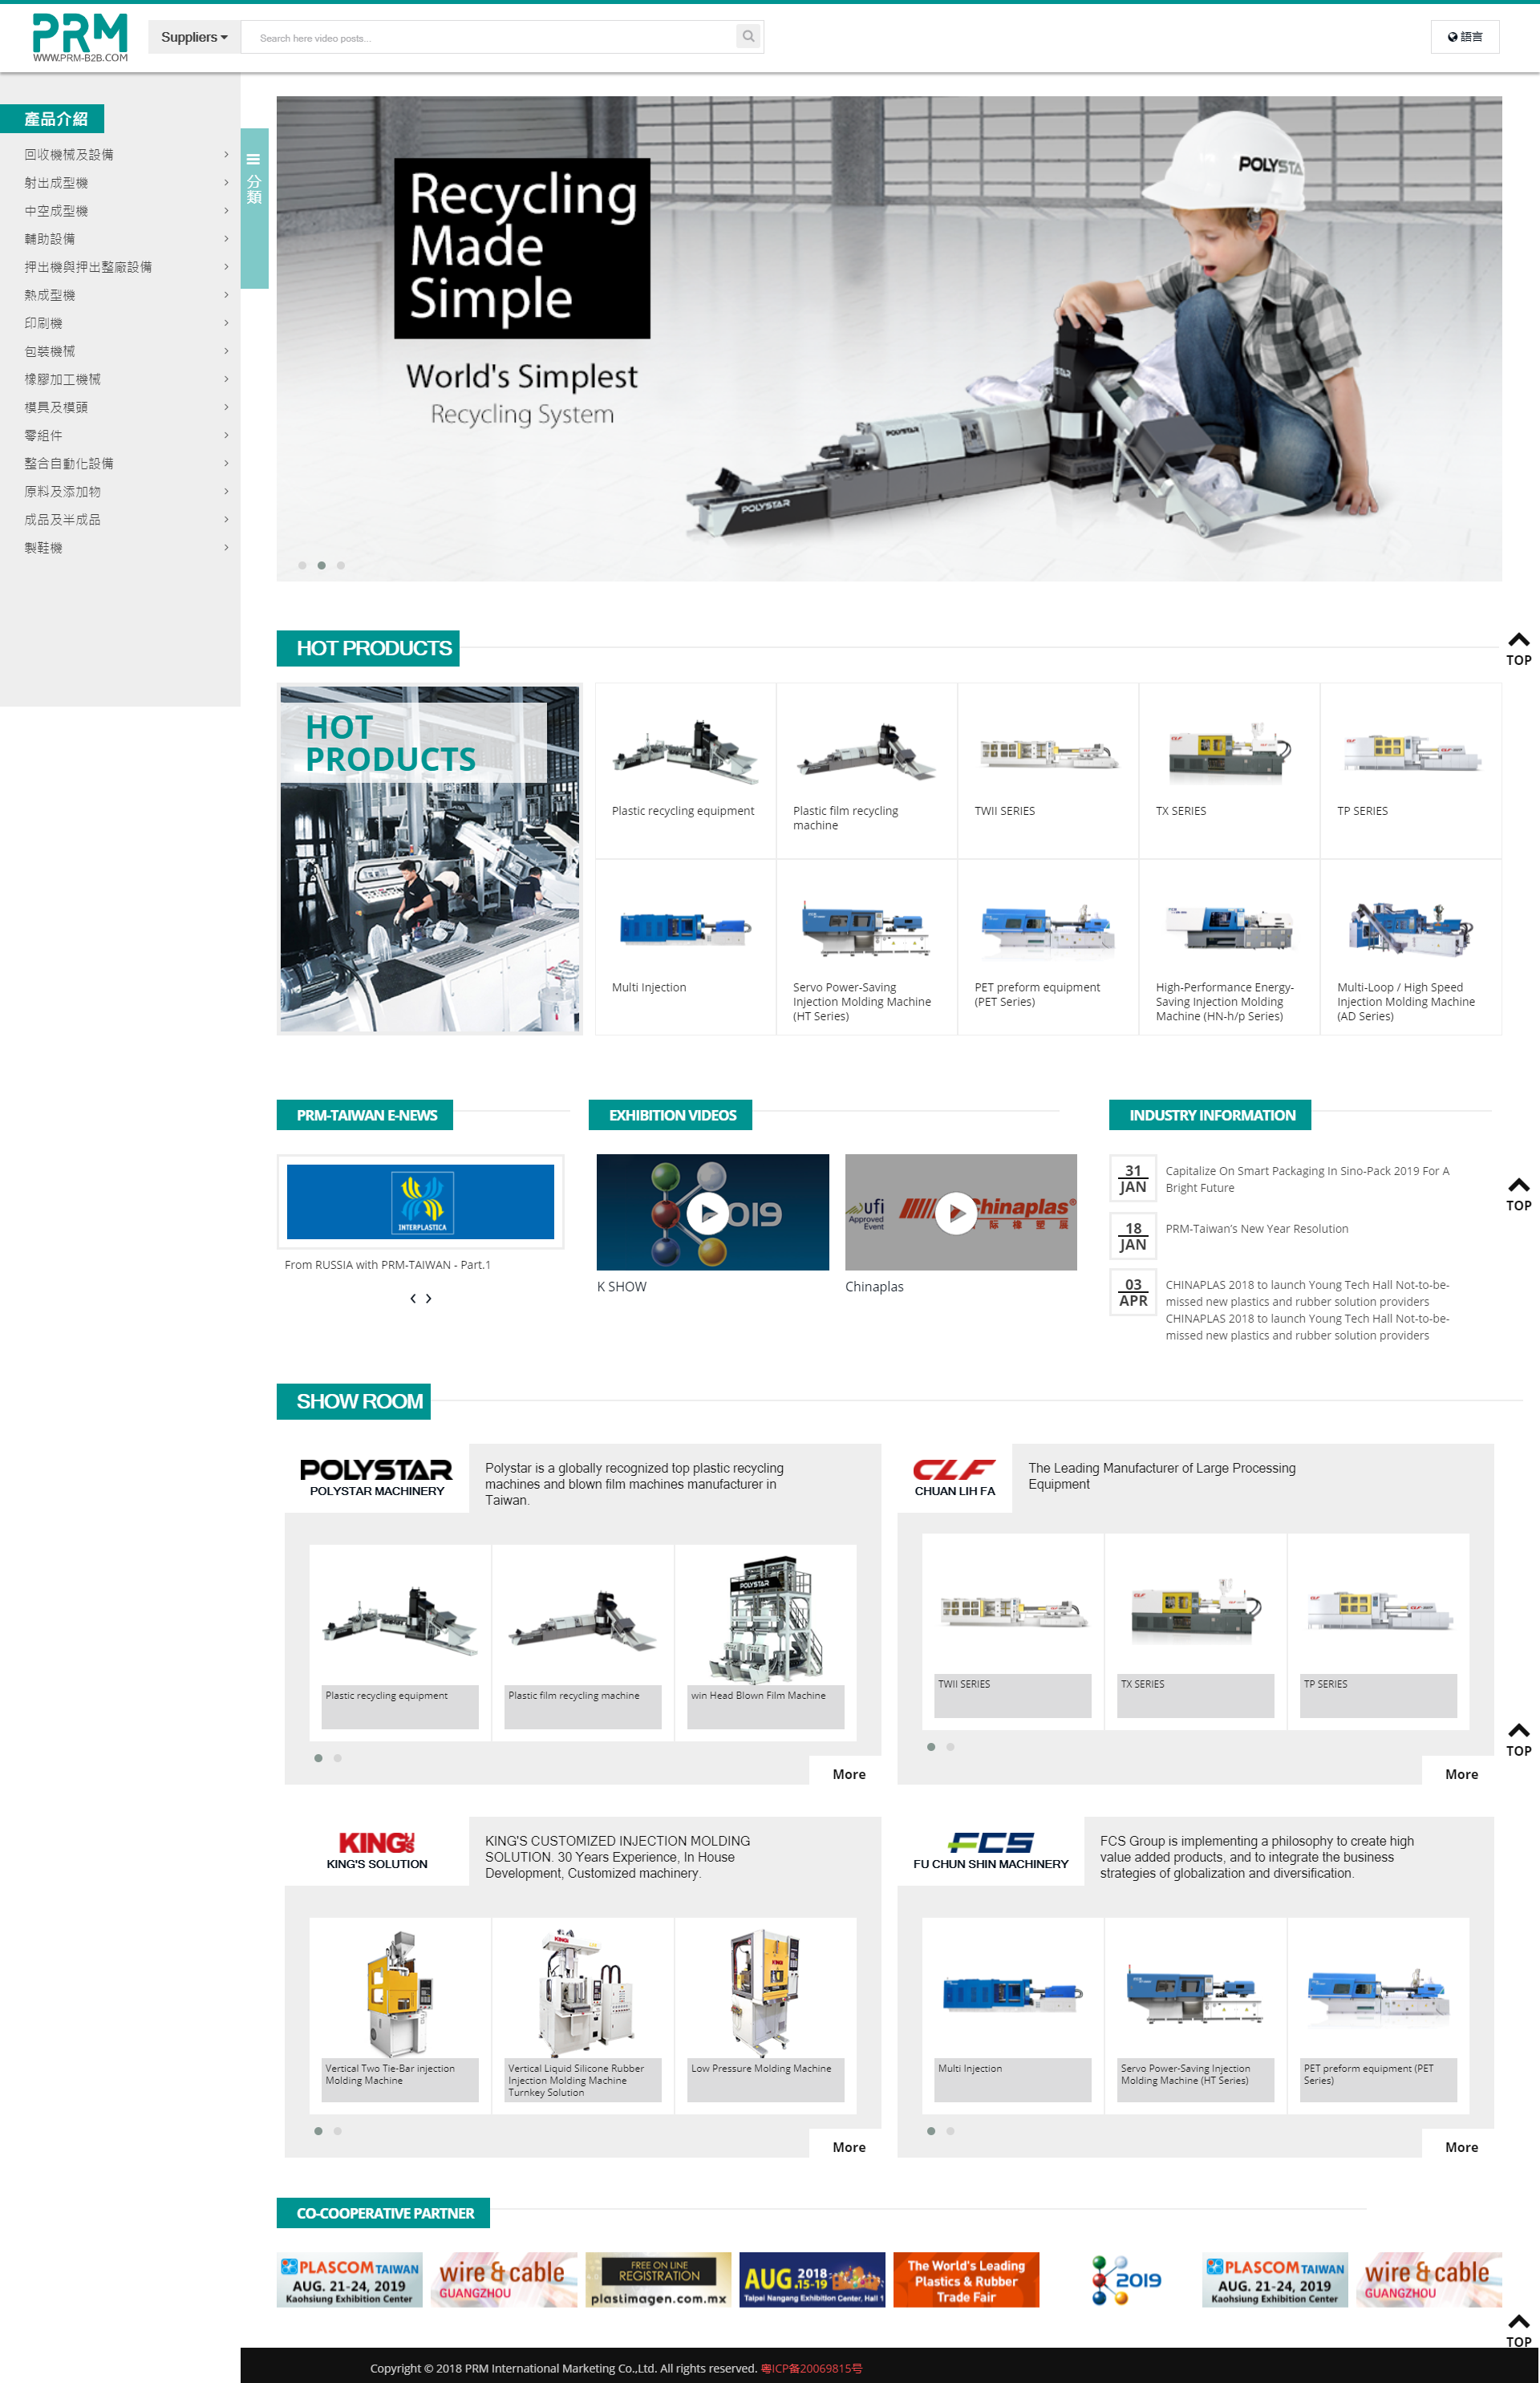 PRM
WWW.PRM-B2B.COM
Suppliers
Search here video posts...
語言
產品介紹
回收機械及設備
射出成型機
中空成型機
輔助設備
押出機與押出整廠設備
熱成型機
印刷機
包裝機械
橡膠加工機械
模具及模頭
零組件
整合自動化設備
原料及添加物
成品及半成品
製鞋機
分類
Recycling
Made
Simple
World's Simplest
Recycling System
POLYSTAR
POLYSTAR
POLYSTAR
HOT PRODUCTS
TOP
HOT
PRODUCTS
Plastic recycling equipment
Plastic film recycling
machine
TWII SERIES
TX SERIES
TP SERIES
Multi Injection
Servo Power-Saving
Injection Molding Machine
(HT Series)
PET preform equipment
(PET Series)
High-Performance Energy-
Saving Injection Molding
Machine (HN-h/p Series)
Multi-Loop / High Speed
Injection Molding Machine
(AD Series)
PRM-TAIWAN E-NEWS
INTERPLASTICA
From RUSSIA with PRM-TAIWAN - Part.1
EXHIBITION VIDEOS
2019
K SHOW
ufi
Approved
Event
Chinaplas
国际橡塑展
Chinaplas
INDUSTRY INFORMATION
31
JAN
Capitalize On Smart Packaging In Sino-Pack 2019 For A
Bright Future
18
JAN
PRM-Taiwan's New Year Resolution
03
APR
CHINAPLAS 2018 to launch Young Tech Hall Not-to-be-
missed new plastics and rubber solution providers
CHINAPLAS 2018 to launch Young Tech Hall Not-to-be-
missed new plastics and rubber solution providers
TOP
SHOW ROOM
POLYSTAR
POLYSTAR MACHINERY
Polystar is a globally recognized top plastic recycling
machines and blown film machines manufacturer in
Taiwan.
POLYSTAR
Plastic recycling equipment
Plastic film recycling machine
win Head Blown Film Machine
More
CLF
CHUAN LIH FA
The Leading Manufacturer of Large Processing
Equipment
TWII SERIES
TX SERIES
TP SERIES
More
TOP
KING'S
KING'S SOLUTION
KING'S CUSTOMIZED INJECTION MOLDING
SOLUTION. 30 Years Experience, In House
Development, Customized machinery.
Vertical Two Tie-Bar injection
Molding Machine
Vertical Liquid Silicone Rubber
Injection Molding Machine
Turnkey Solution
Low Pressure Molding Machine
More
FCS
FU CHUN SHIN MACHINERY
FCS Group is implementing a philosophy to create high
value added products, and to integrate the business
strategies of globalization and diversification.
Multi Injection
Servo Power-Saving Injection
Molding Machine (HT Series)
PET preform equipment (PET
Series)
More
CO-COOPERATIVE PARTNER
PLASCOM TAIWAN
AUG. 21-24, 2019
Kaohsiung Exhibition Center
wire & cable
GUANGZHOU
FREE ON LINE
REGISTRATION
plastimagen.com.mx
AUG 2018
.15-19
Taipei Nangang Exhibition Center, Hall 1
The World's Leading
Plastics & Rubber
Trade Fair
2019
PLASCOM TAIWAN
AUG. 21-24, 2019
Kaohsiung Exhibition Center
wire & cable
GUANGZHOU
TOP
Copyright © 2018 PRM International Marketing Co.,Ltd. All rights reserved. 粤ICP备20069815号